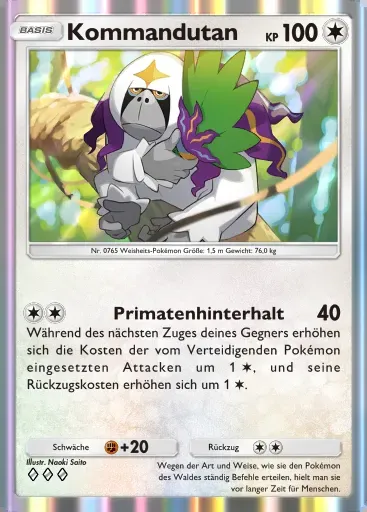 BASIS Kommandutan KP 100
Nr. 0765 Weisheits-Pokémon Größe: 1,5 m Gewicht: 76,0 kg
Primatenhinterhalt 40
Während des nächsten Zuges deines Gegners erhöhen
sich die Kosten der vom Verteidigenden Pokémon
eingesetzten Attacken um 1 , und seine
Rückzugskosten erhöhen sich um 1 .
Schwäche +20 Rückzug
Illustr. Naoki Saito
Wegen der Art und Weise, wie sie den Pokémon
des Waldes ständig Befehle erteilen, hielt man sie
vor langer Zeit für Menschen.